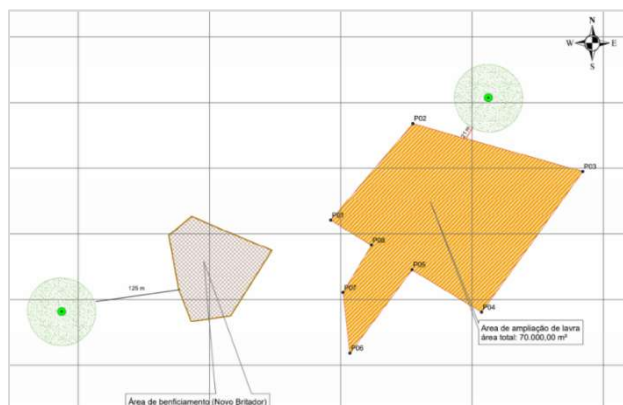 N
W E
S
P02
P03
P01
P08
P05
P07
P04
P06
125 m
Area de ampliação de lavra
área total: 70.000,00 m²
Área de benficiamento (Novo Britador)